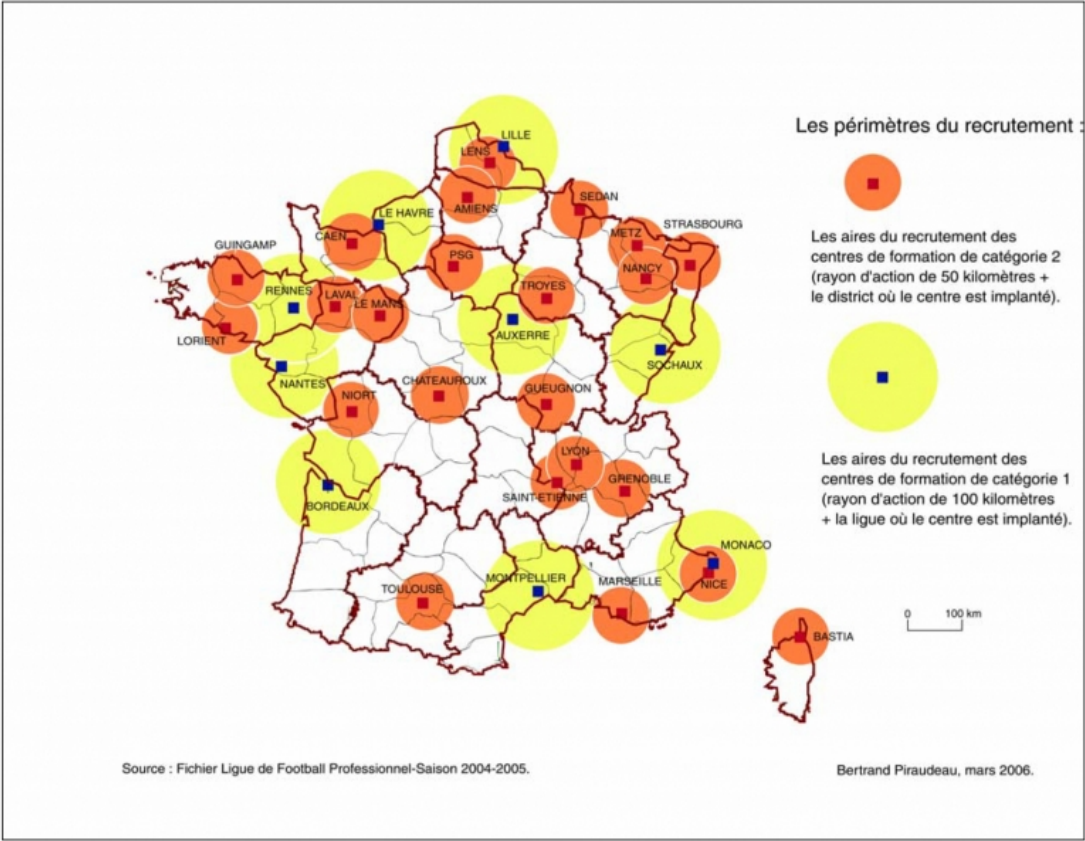 Les périmètres du recrutement :
Les aires du recrutement des
centres de formation de catégorie 2
(rayon d'action de 50 kilomètres +
le district où le centre est implanté).
Les aires du recrutement des
centres de formation de catégorie 1
(rayon d'action de 100 kilomètres
+ la ligue où le centre est implanté).
LILLE
LENS
AMIENS
SEDAN
LE HAVRE
CAEN
METZ
STRASBOURG
GUINGAMP
PSG
NANCY
RENNES
LAVAL
LE MANS
TROYES
LORIENT
AUXERRE
SOCHAUX
NANTES
CHATEAUROUX
GUEUGNON
NIORT
LYON
GRENOBLE
SAINT-ETIENNE
BORDEAUX
MONACO
MONTPELLIER
MARSEILLE
NICE
TOULOUSE
0 100 km
BASTIA
Source : Fichier Ligue de Football Professionnel-Saison 2004-2005.
Bertrand Piraudeau, mars 2006.